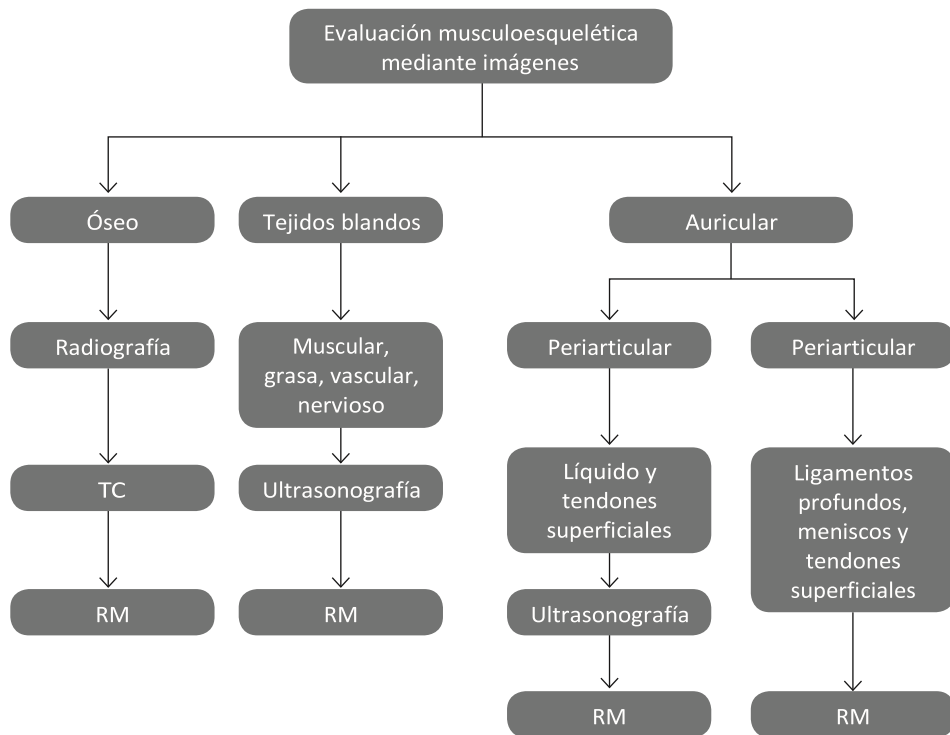 Evaluación musculoesquelética
mediante imágenes
Óseo
Tejidos blandos
Auricular
Radiografía
Muscular,
grasa, vascular,
nervioso
Periarticular
Periarticular
TC
Ultrasonografía
Líquido y
tendones
superficiales
Ligamentos
profundos,
meniscos y
tendones
superficiales
RM
RM
Ultrasonografía
RM
RM